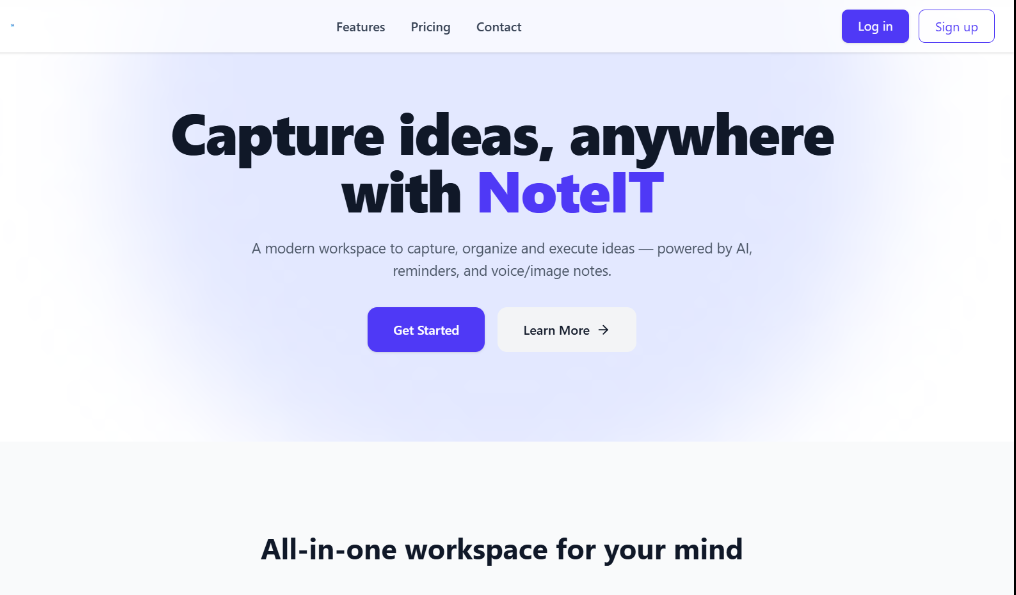 Features Pricing Contact Log in Sign up
Capture ideas, anywhere
with NoteIT
A modern workspace to capture, organize and execute ideas — powered by AI,
reminders, and voice/image notes.
Get Started Learn More →
All-in-one workspace for your mind